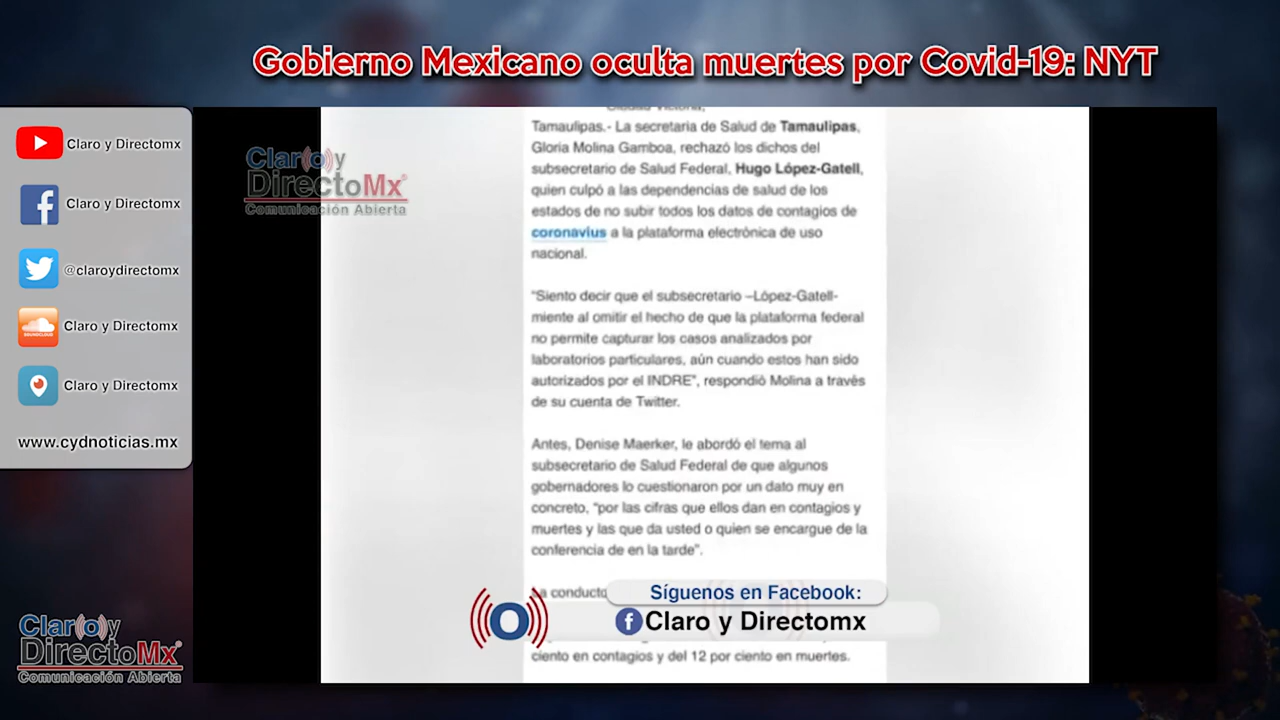 Gobierno Mexicano oculta muertes por Covid-19: NYT
Claro y Directomx
Claro y Directomx
@claroydirectomx
SOUNDCLOUD
Claro y Directomx
Claro y Directomx
www.cydnoticias.mx
Claro y
DirectoMx
Comunicación Abierta
Claro y
DirectoMx
Comunicación Abierta
Tamaulipas.- La secretaria de Salud de Tamaulipas,
Gloria Molina Gamboa, rechazó los dichos del
subsecretario de Salud Federal, Hugo López-Gatell,
quien culpó a las dependencias de salud de los
estados de no subir todos los datos de contagios de
coronavius a la plataforma electrónica de uso
nacional.
“Siento decir que el subsecretario –López-Gatell-
miente al omitir el hecho de que la plataforma federal
no permite capturar los casos analizados por
laboratorios particulares, aún cuando estos han sido
autorizados por el INDRE”, respondió Molina a través
de su cuenta de Twitter.
Antes, Denise Maerker, le abordó el tema al
subsecretario de Salud Federal de que algunos
gobernadores lo cuestionaron por un dato muy en
concreto, “por las cifras que ellos dan en contagios y
muertes y las que da usted o quien se encargue de la
conferencia de en la tarde”.
Síguenos en Facebook:
Claro y Directomx
ciento en contagios y del 12 por ciento en muertes.